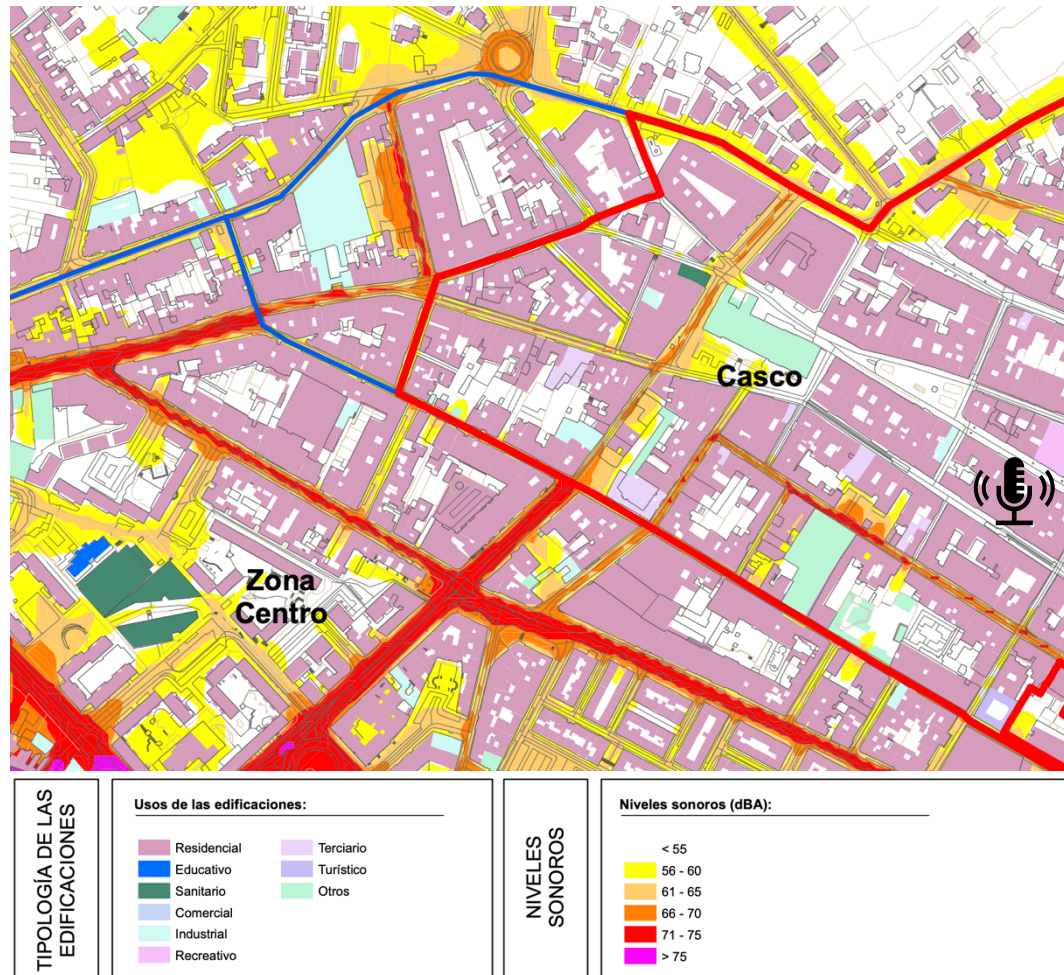 Casco
Zona
Centro
TIPOLOGÍA DE LAS
EDIFICACIONES
Usos de las edificaciones:
Residencial
Educativo
Sanitario
Comercial
Industrial
Recreativo
Terciario
Turístico
Otros
NIVELES
SONOROS
Niveles sonoros (dBA):
< 55
56 - 60
61 - 65
66 - 70
71 - 75
> 75